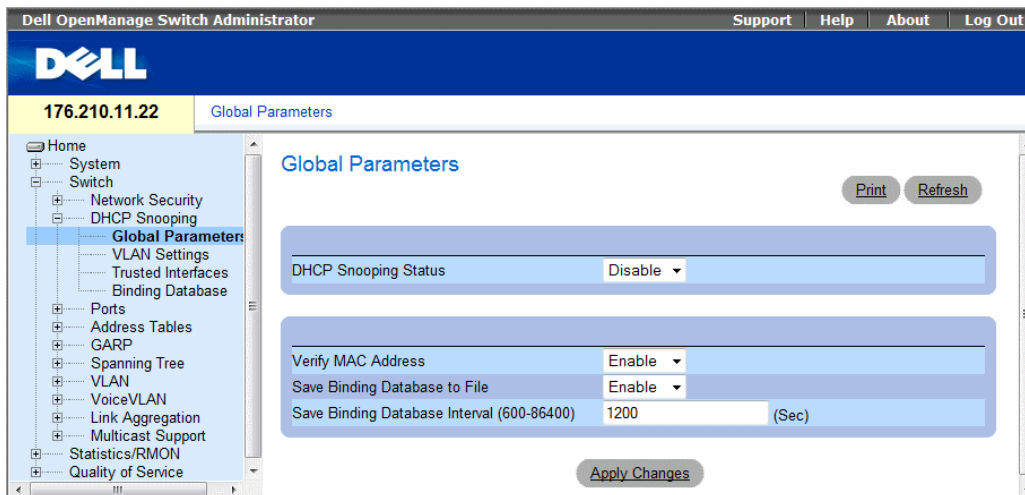 Dell OpenManage Switch Administrator
Support | Help | About | Log Out
DELL
176.210.11.22
Global Parameters
Home
System
Switch
Network Security
DHCP Snooping
Global Parameters
VLAN Settings
Trusted Interfaces
Binding Database
Ports
Address Tables
GARP
Spanning Tree
VLAN
VoiceVLAN
Link Aggregation
Multicast Support
Statistics/RMON
Quality of Service
Global Parameters
Print Refresh
DHCP Snooping Status Disable
Verify MAC Address Enable
Save Binding Database to File Enable
Save Binding Database Interval (600-86400) 1200 (Sec)
Apply Changes